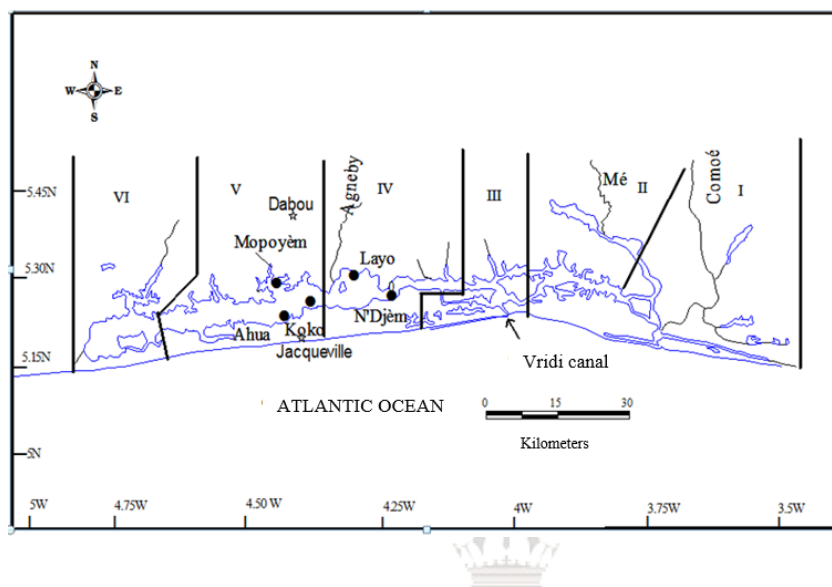 N
W E
S
5.45N
5.30N
5.15N
5N
VI
V
IV
III
II
I
Agneby
Mé
Comoé
Dabou
Mopoyèm
Layo
Ahua
Koko
N'Djèm
Jacqueville
Vridi canal
ATLANTIC OCEAN
0 15 30
Kilometers
5W 4.75W 4.50W 4.25W 4W 3.75W 3.5W